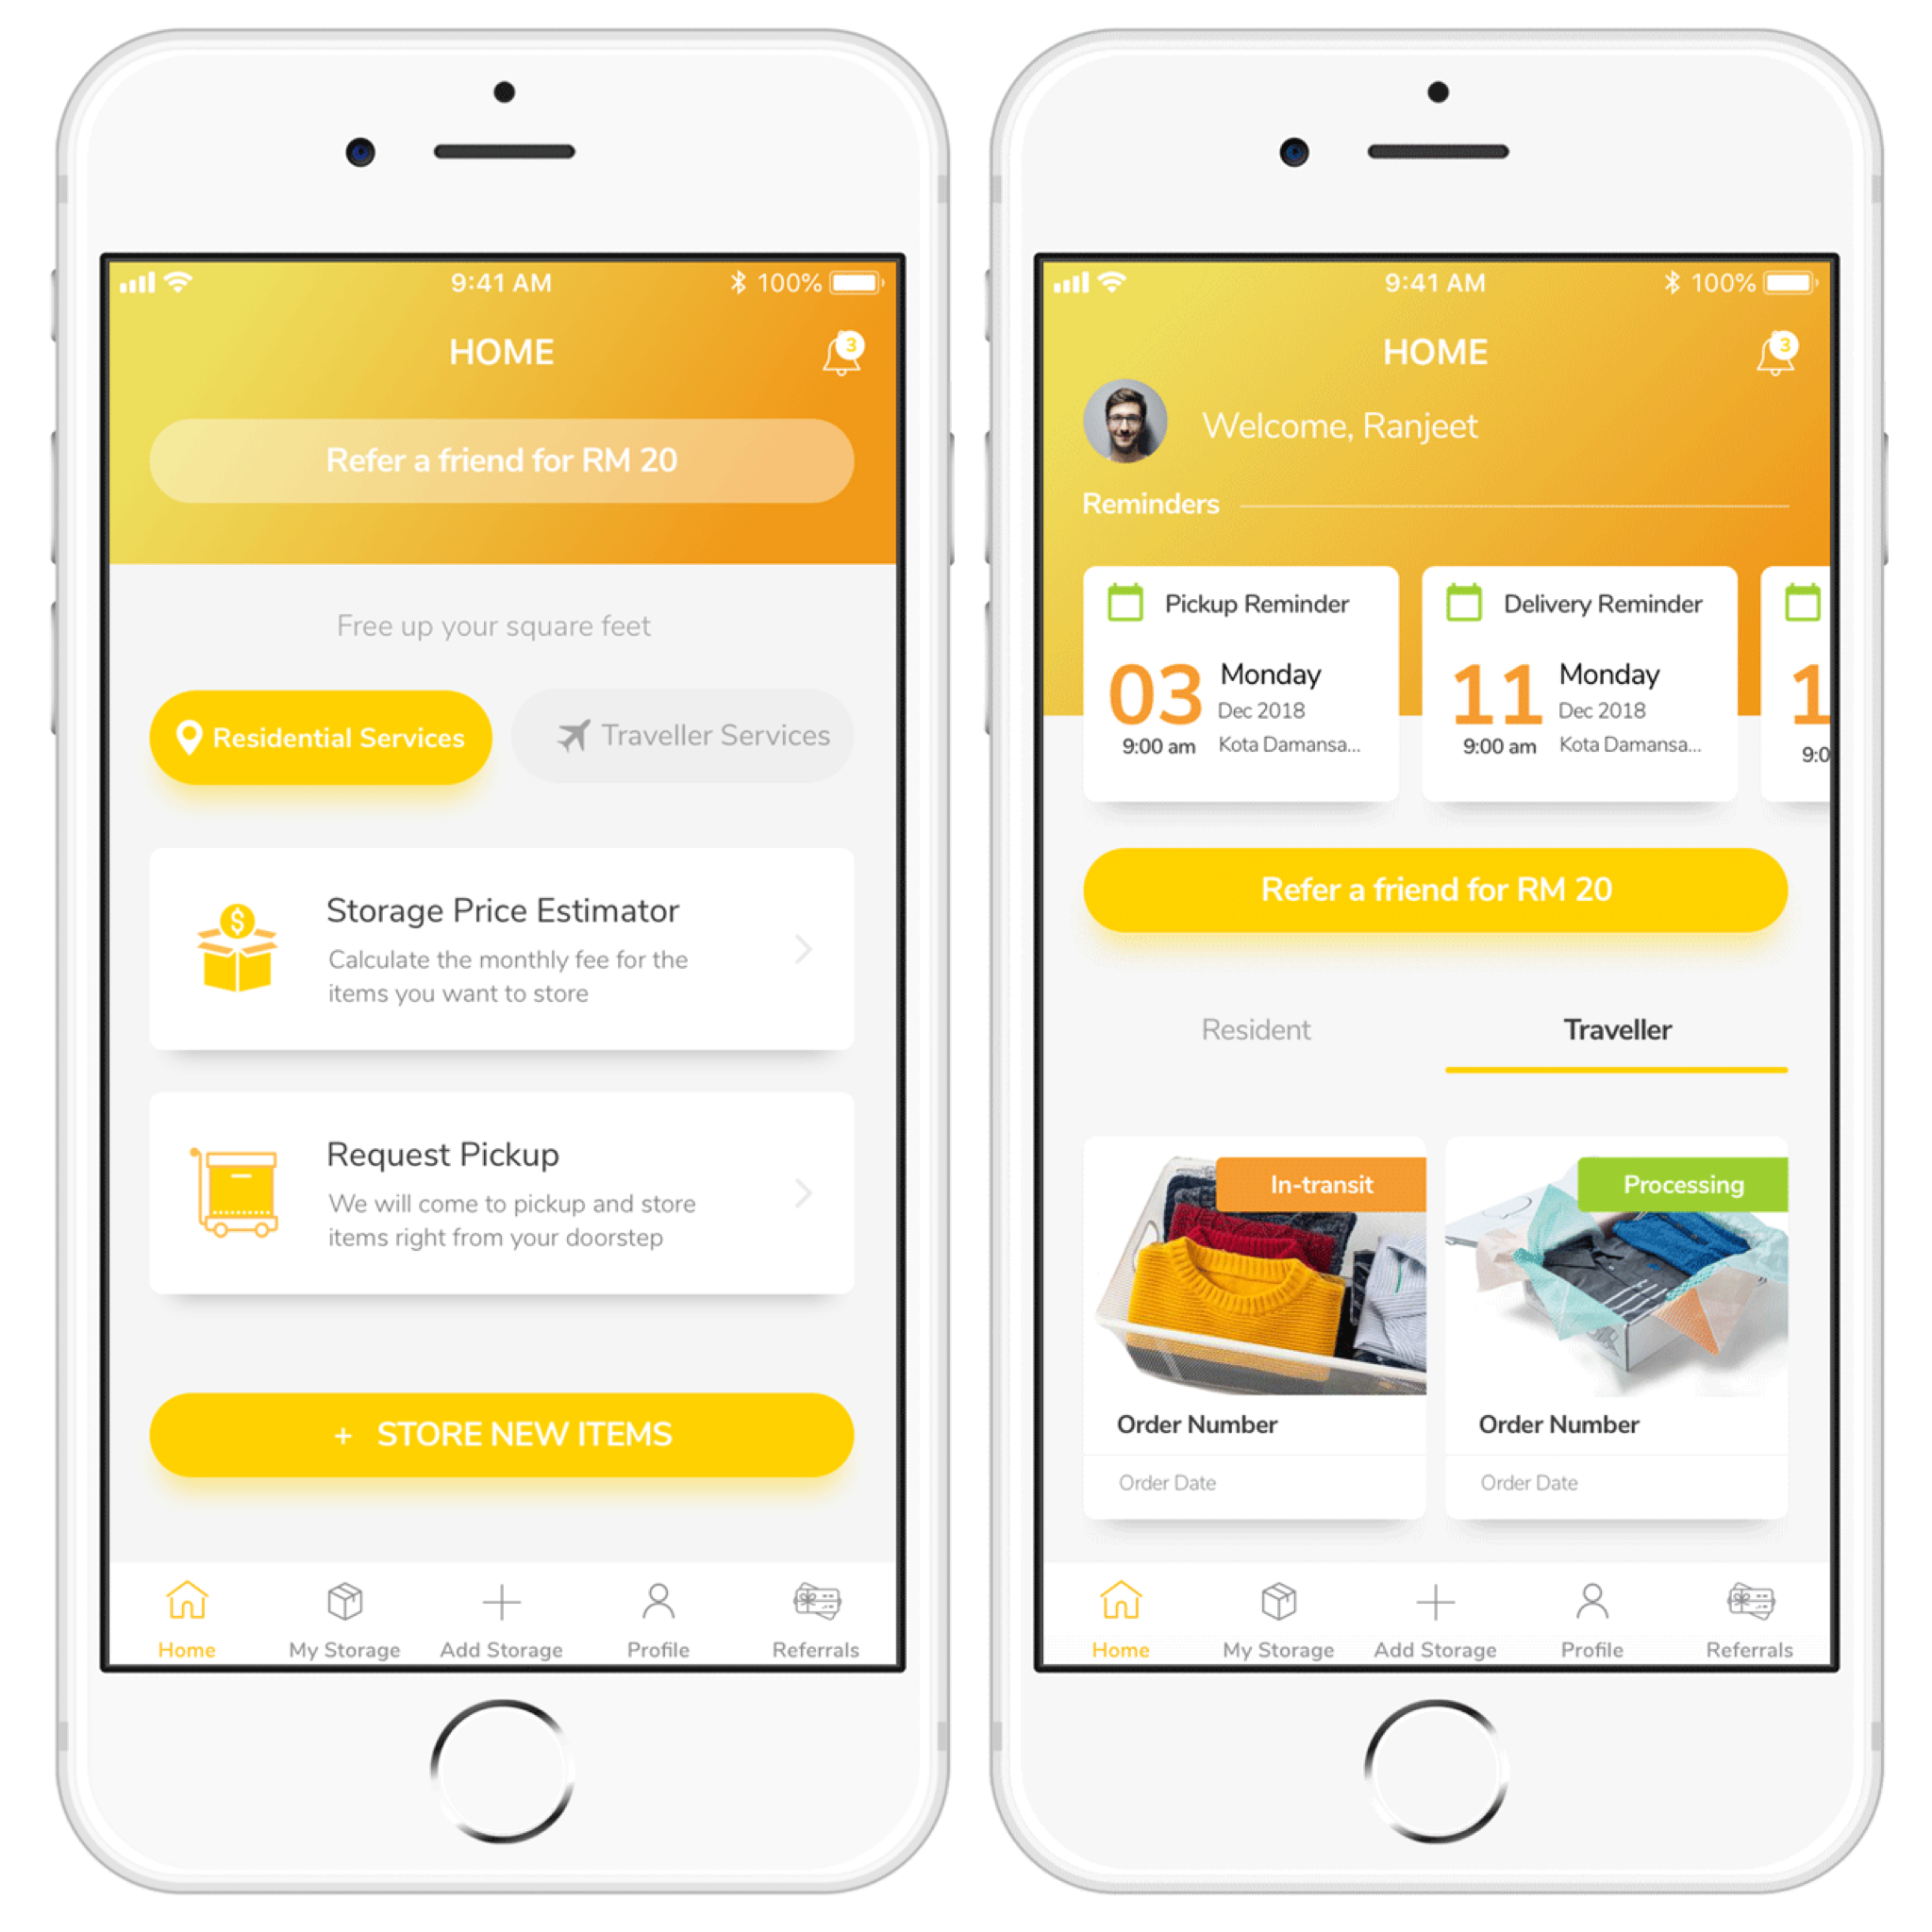 9:41 AM
100%
HOME
3
Refer a friend for RM 20
Free up your square feet
Residential Services
Traveller Services
Storage Price Estimator
Calculate the monthly fee for the
items you want to store
Request Pickup
We will come to pickup and store
items right from your doorstep
+ STORE NEW ITEMS
Home
My Storage
Add Storage
Profile
Referrals
9:41 AM
100%
HOME
3
Welcome, Ranjeet
Reminders
Pickup Reminder
03
Monday
Dec 2018
9:00 am
Kota Damansa...
Delivery Reminder
11
Monday
Dec 2018
9:00 am
Kota Damansa...
1
9:0
Refer a friend for RM 20
Resident
Traveller
In-transit
Order Number
Order Date
Processing
Order Number
Order Date
Home
My Storage
Add Storage
Profile
Referrals